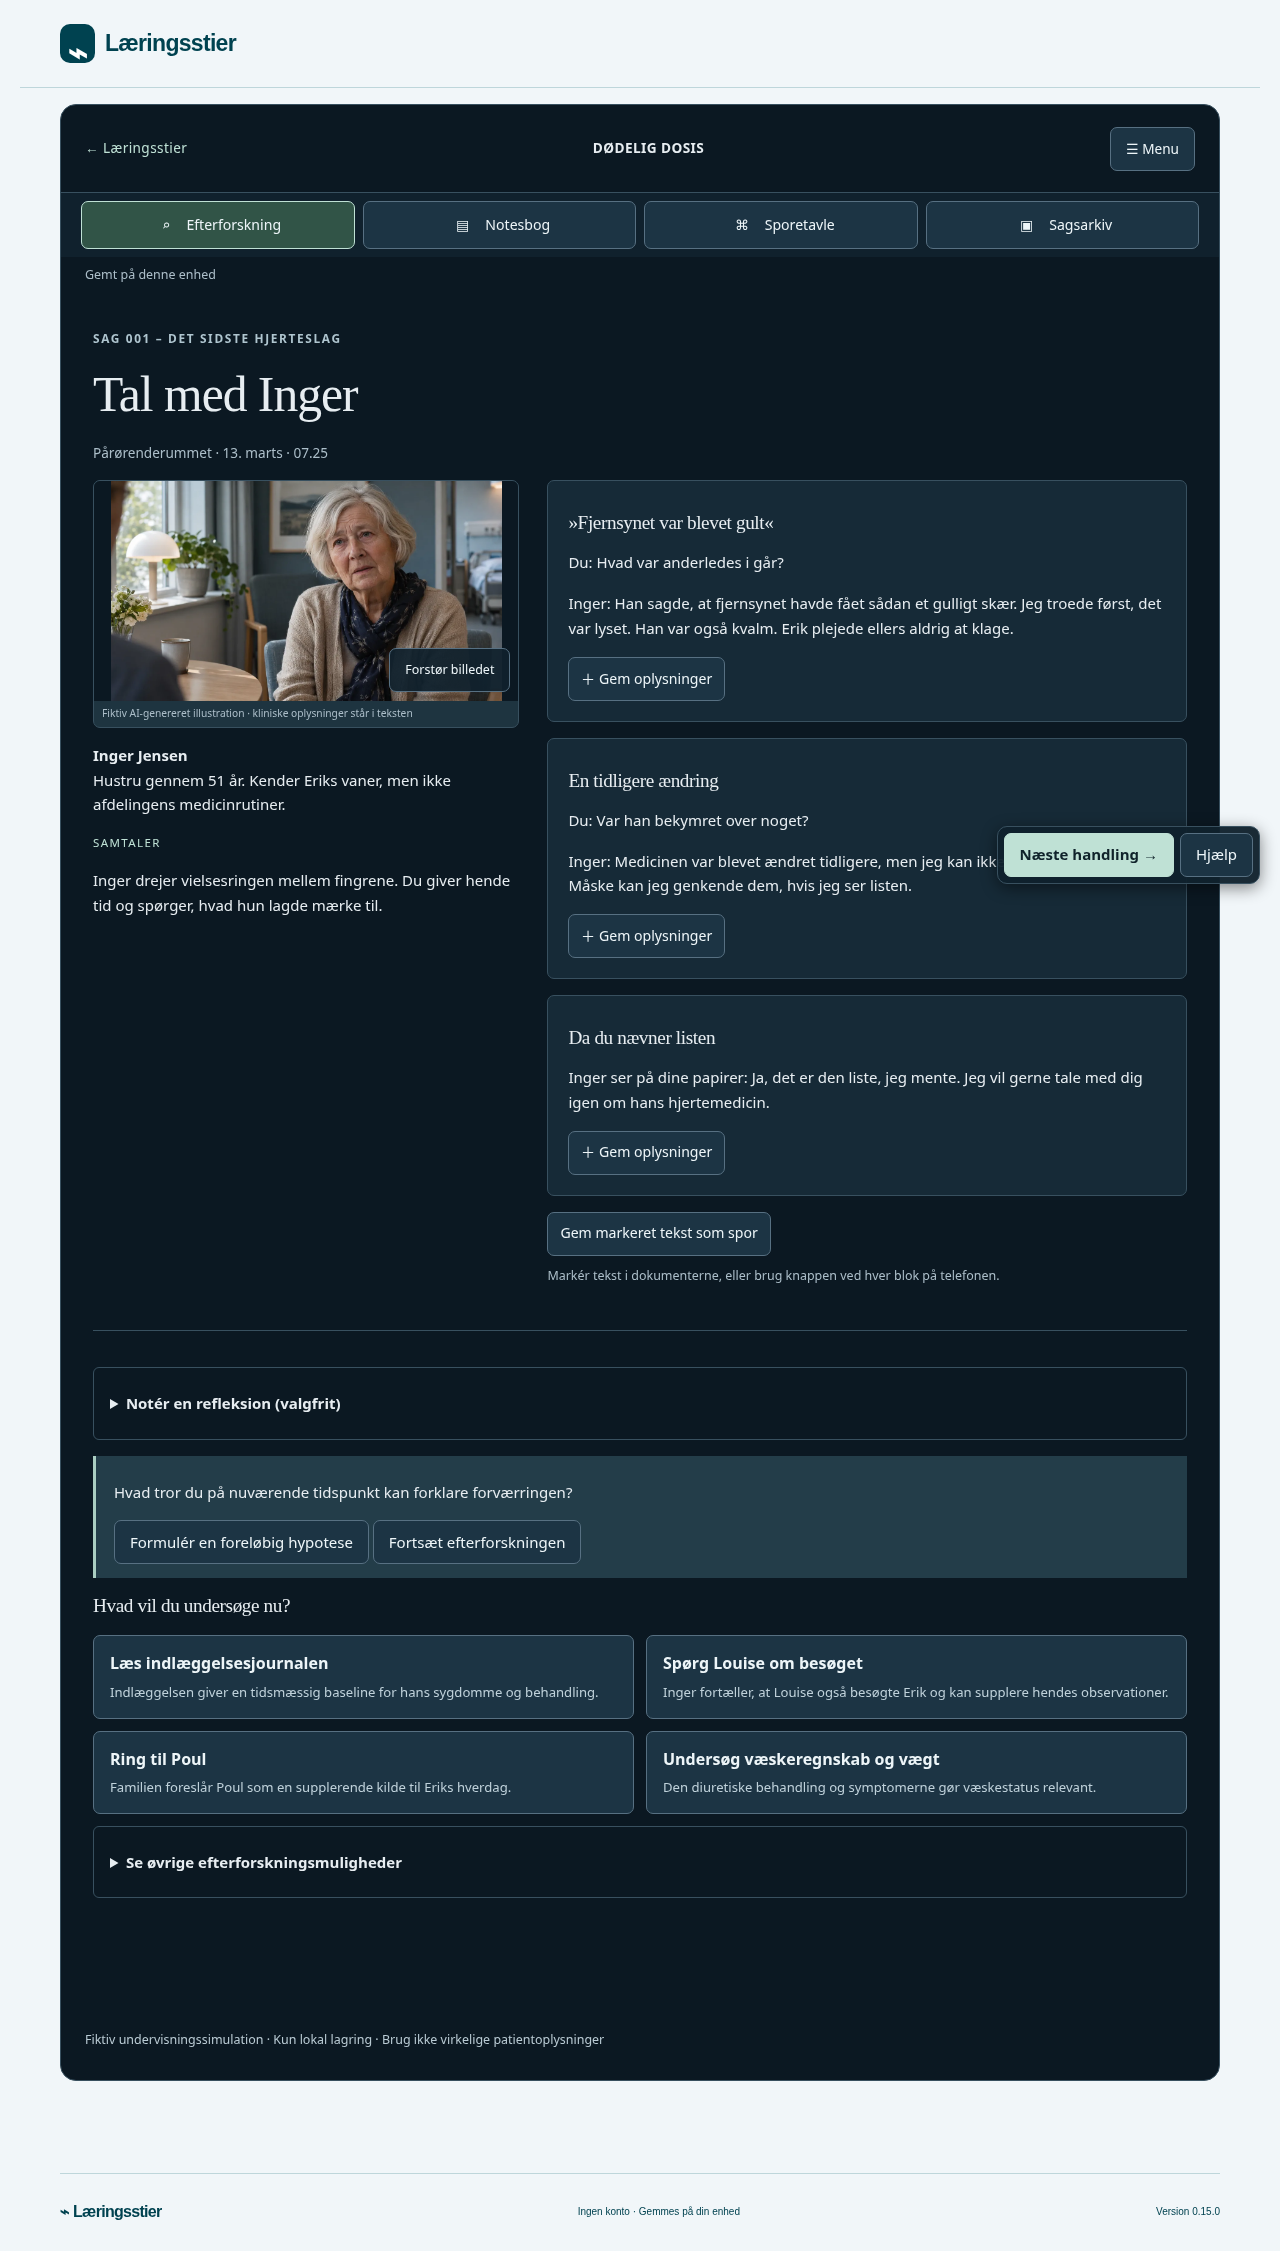 Læringsstier
← Læringsstier
DØDELIG DOSIS
☰ Menu
⌕ Efterforskning
▤ Notesbog
⌘ Sporetavle
▣ Sagsarkiv
Gemt på denne enhed
SAG 001 – DET SIDSTE HJERTESLAG
Tal med Inger
Pårørenderummet · 13. marts · 07.25
Forstør billedet
Fiktiv AI-genereret illustration · kliniske oplysninger står i teksten
Inger Jensen
Hustru gennem 51 år. Kender Eriks vaner, men ikke
afdelingens medicinrutiner.
SAMTALER
Inger drejer vielsesringen mellem fingrene. Du giver hende
tid og spørger, hvad hun lagde mærke til.
»Fjernsynet var blevet gult«
Du: Hvad var anderledes i går?
Inger: Han sagde, at fjernsynet havde fået sådan et gulligt skær. Jeg troede først, det
var lyset. Han var også kvalm. Erik plejede ellers aldrig at klage.
＋ Gem oplysninger
En tidligere ændring
Du: Var han bekymret over noget?
Inger: Medicinen var blevet ændret tidligere, men jeg kan
Måske kan jeg genkende dem, hvis jeg ser listen.
Næste handling →
Hjælp
＋ Gem oplysninger
Da du nævner listen
Inger ser på dine papirer: Ja, det er den liste, jeg mente. Jeg vil gerne tale med dig
igen om hans hjertemedicin.
＋ Gem oplysninger
Gem markeret tekst som spor
Markér tekst i dokumenterne, eller brug knappen ved hver blok på telefonen.
▶ Notér en refleksion (valgfrit)
Hvad tror du på nuværende tidspunkt kan forklare forværringen?
Formulér en foreløbig hypotese
Fortsæt efterforskningen
Hvad vil du undersøge nu?
Læs indlæggelsesjournalen
Indlæggelsen giver en tidsmæssig baseline for hans sygdomme og behandling.
Spørg Louise om besøget
Inger fortæller, at Louise også besøgte Erik og kan supplere hendes observationer.
Ring til Poul
Familien foreslår Poul som en supplerende kilde til Eriks hverdag.
Undersøg væskeregnskab og vægt
Den diuretiske behandling og symptomerne gør væskestatus relevant.
▶ Se øvrige efterforskningsmuligheder
Fiktiv undervisningssimulation · Kun lokal lagring · Brug ikke virkelige patientoplysninger
⌁ Læringsstier
Ingen konto · Gemmes på din enhed
Version 0.15.0